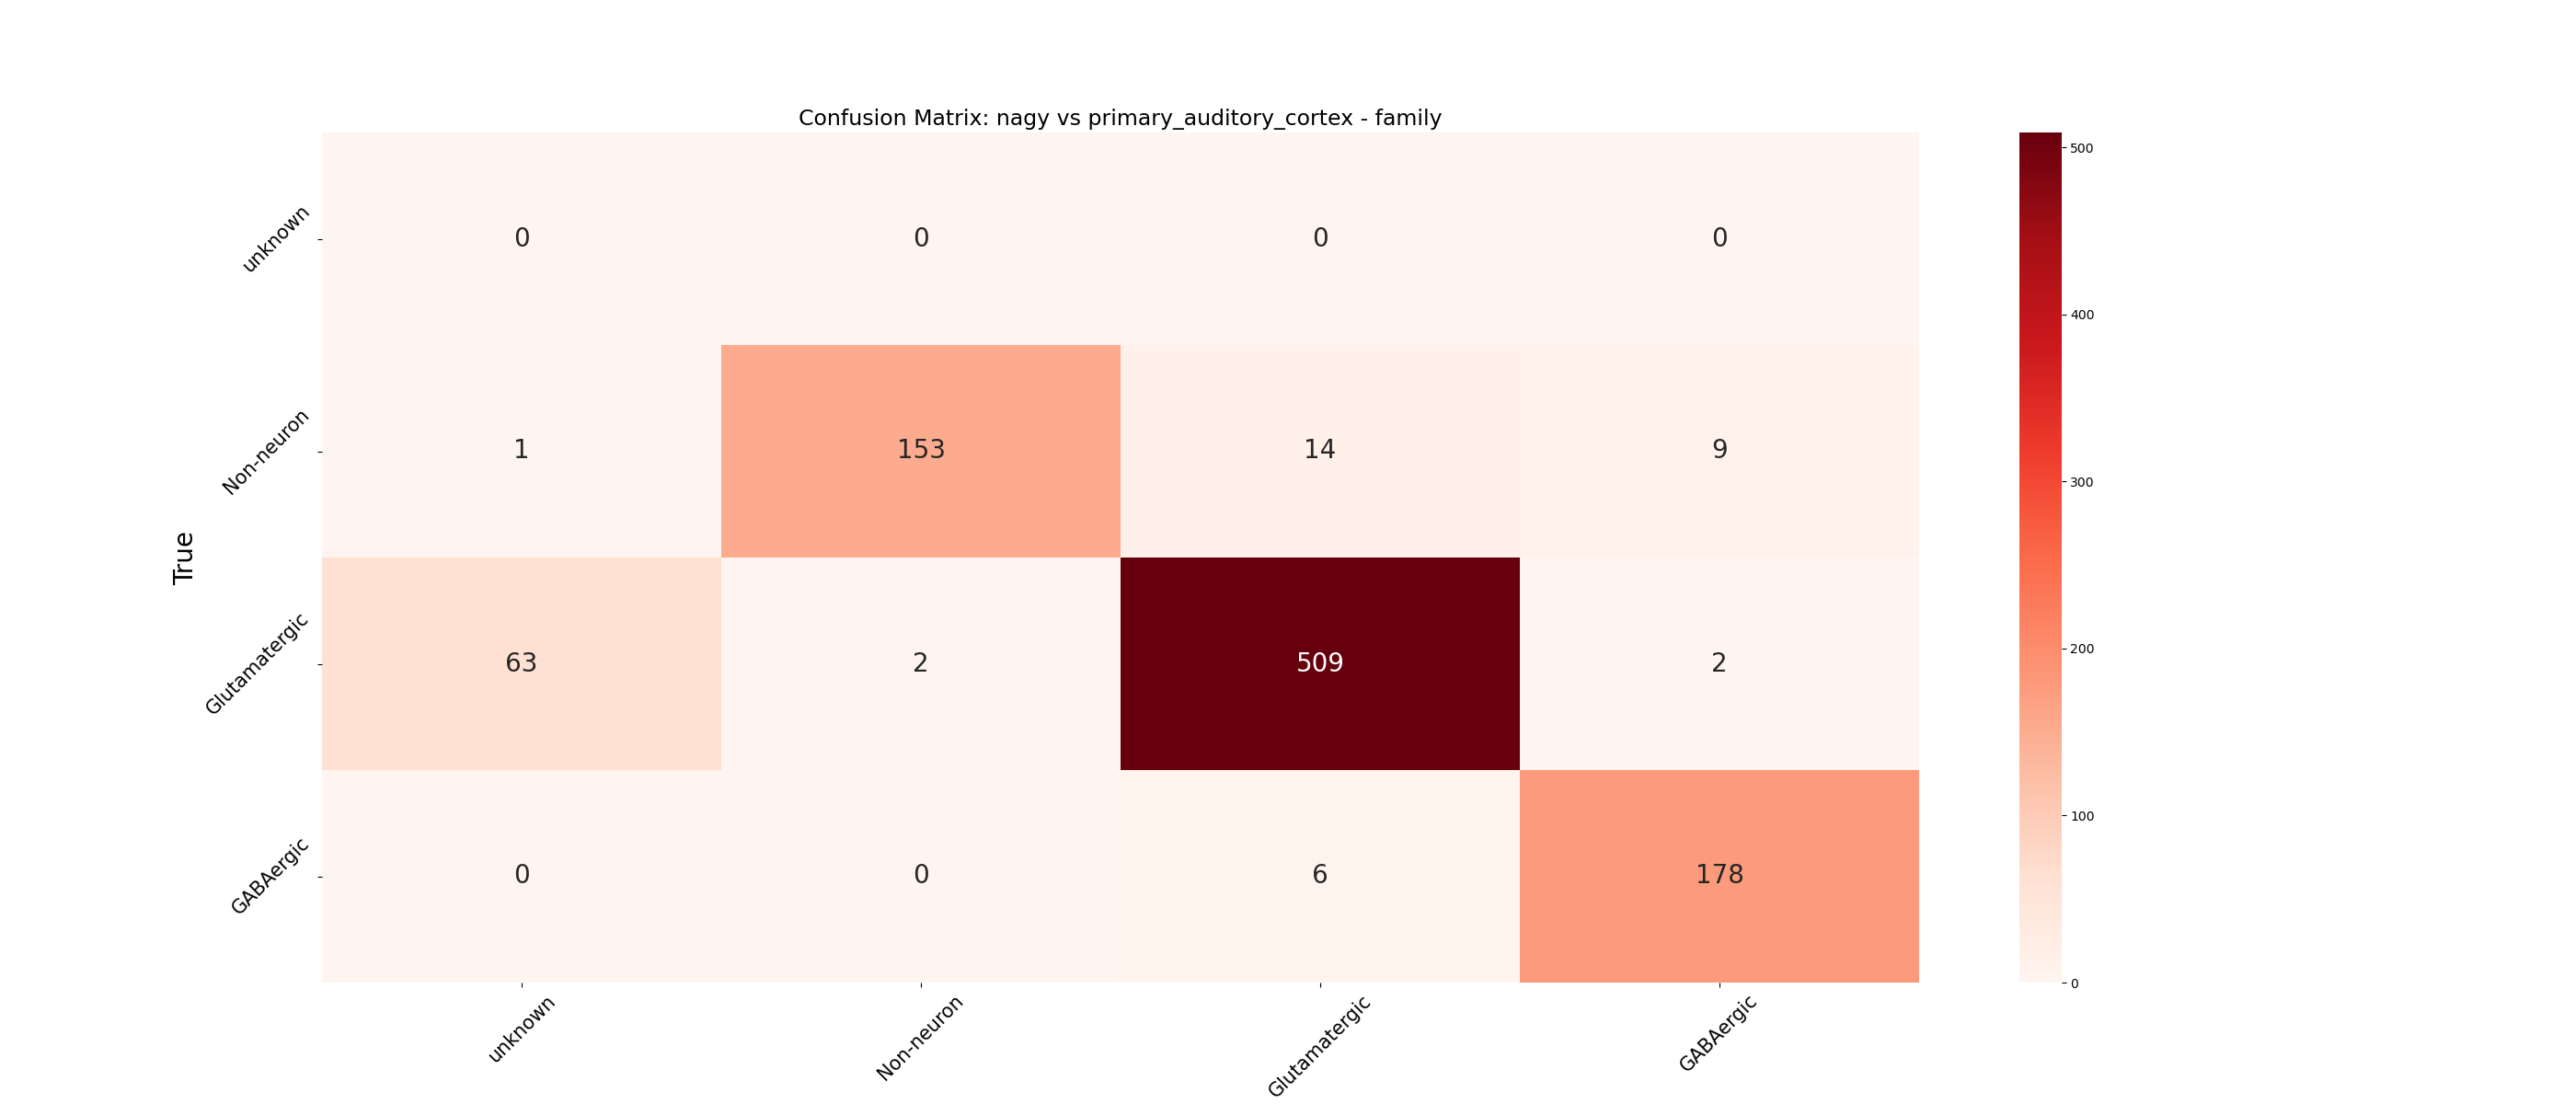 Confusion Matrix: nagy vs primary_auditory_cortex - family
True
unknown
0 0 0 0
Non-neuron
1 153 14 9
Glutamatergic
63 2 509 2
GABAergic
0 0 6 178
unknown
Non-neuron
Glutamatergic
GABAergic
500
400
300
200
100
0